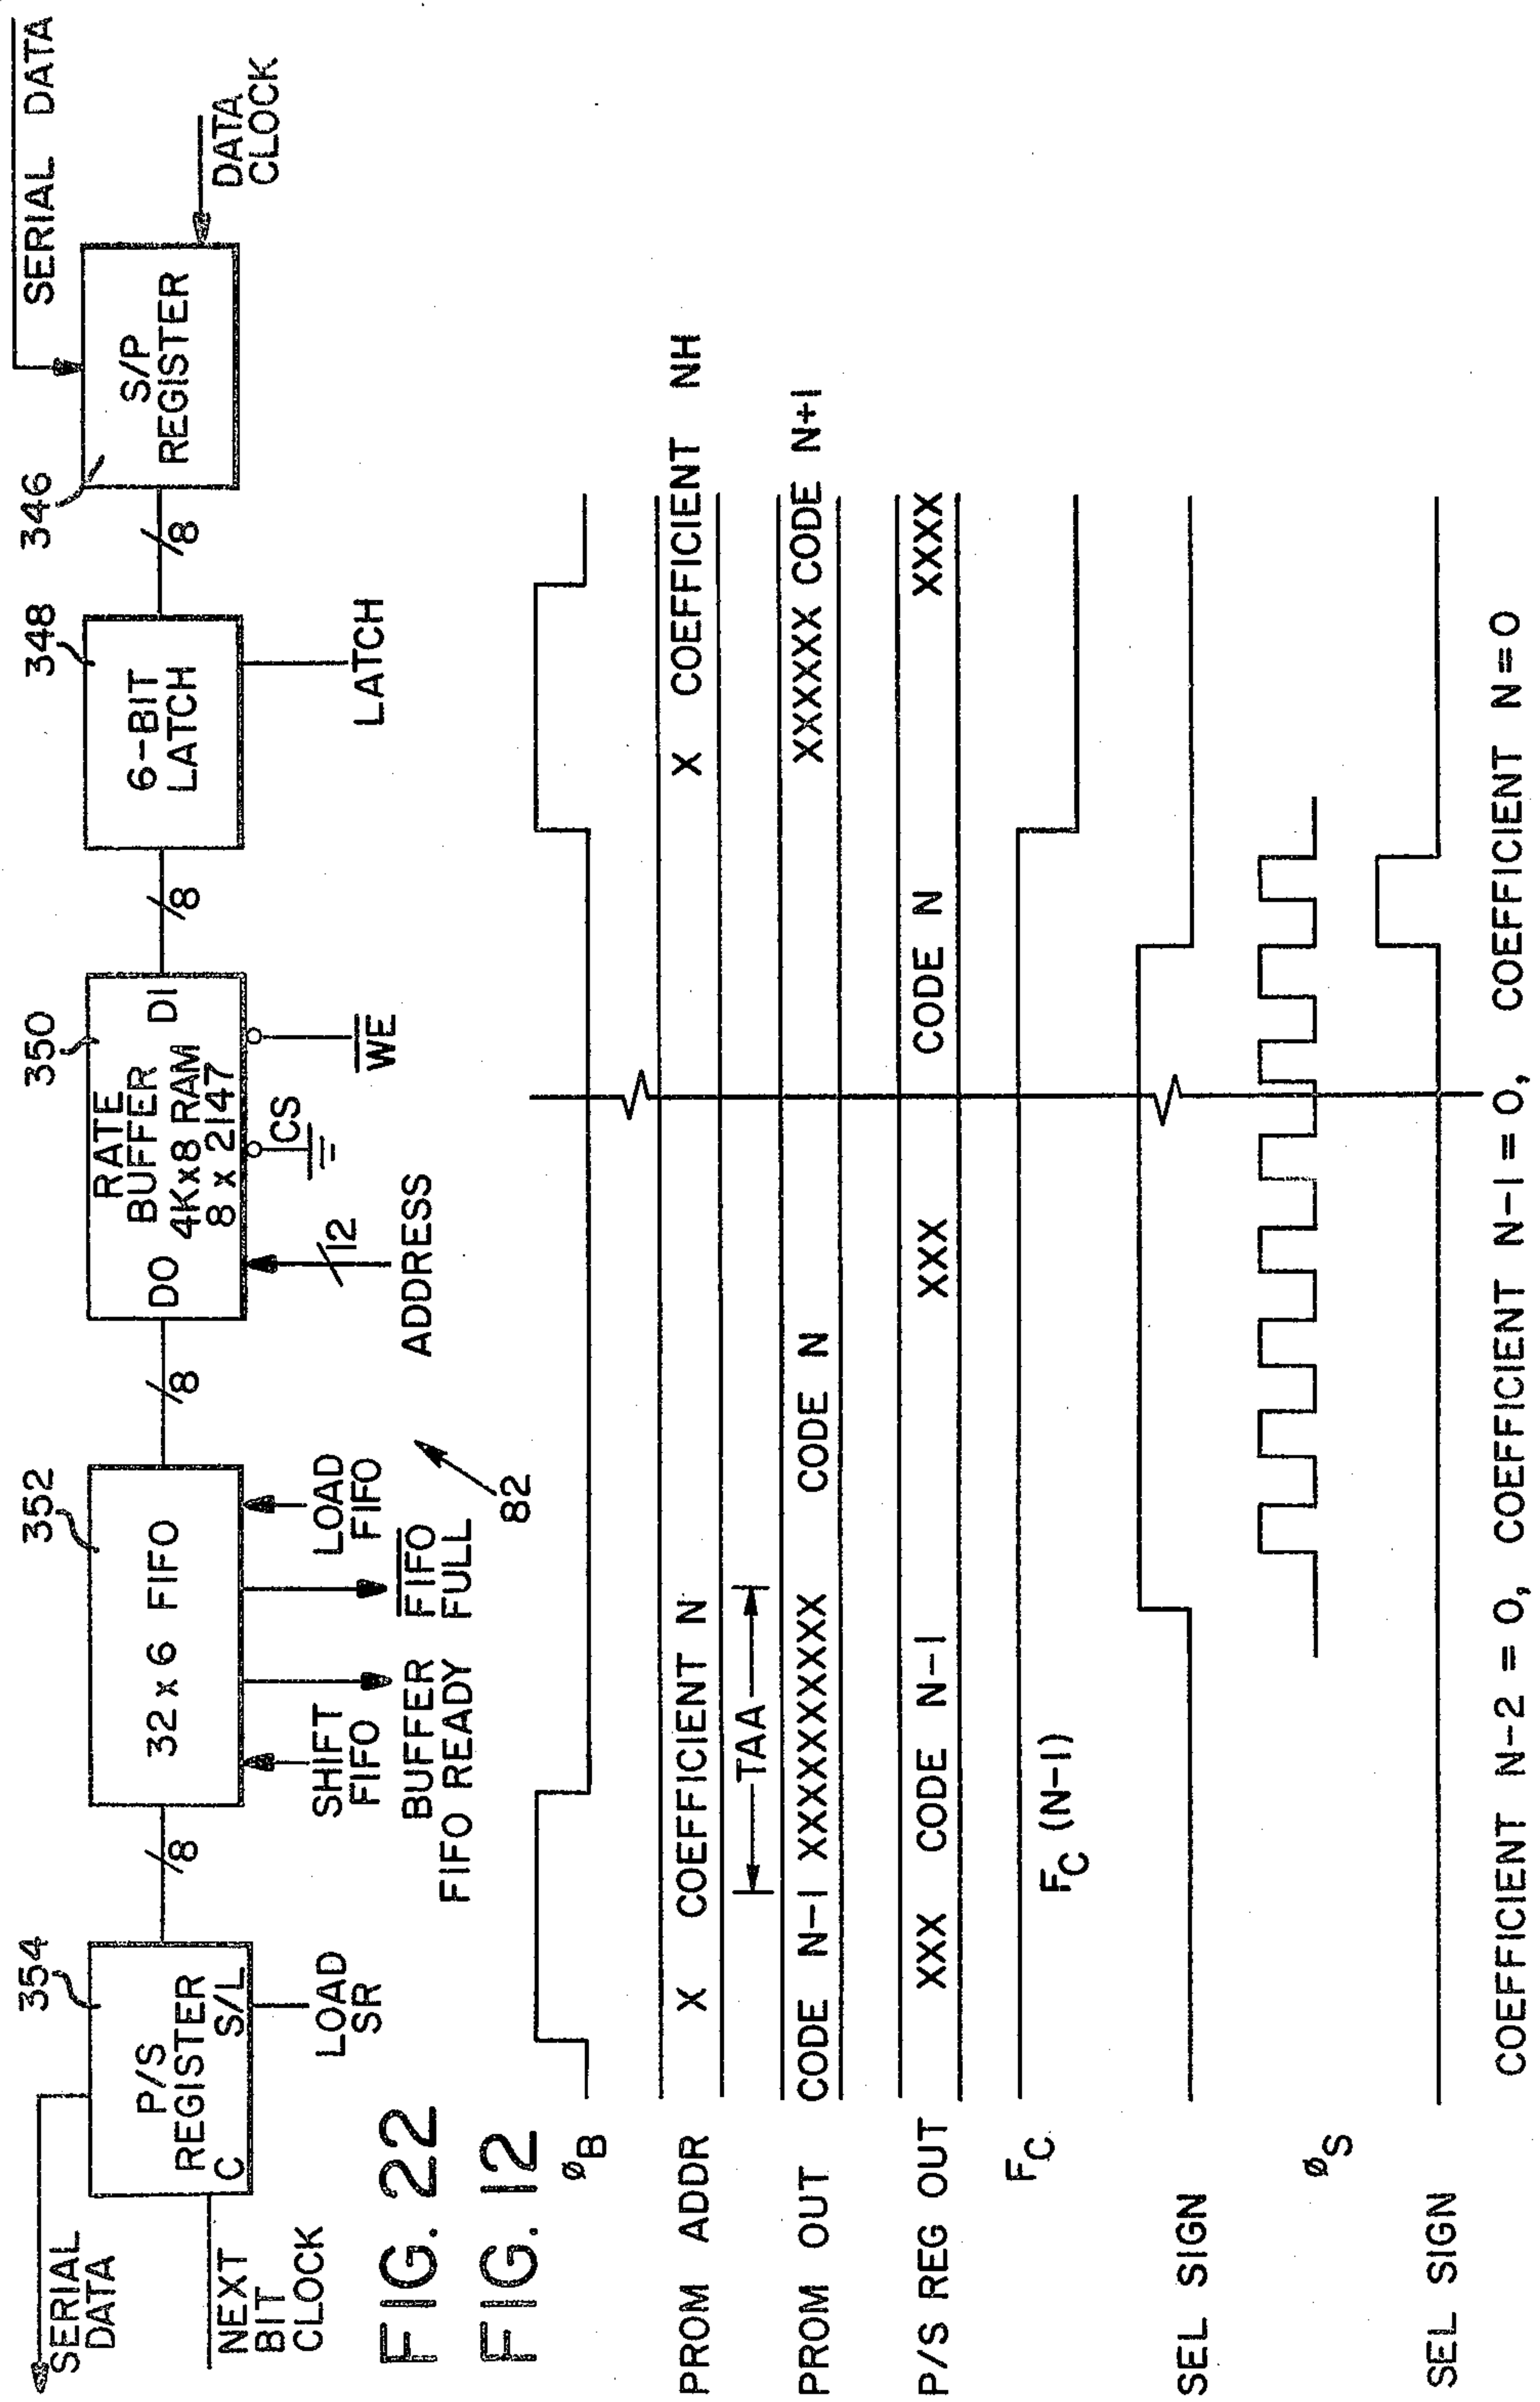 SERIAL
DATA
NEXT
BIT
CLOCK
354
P/S
REGISTER
C S/L
LOAD
SR
8
352
32 x 6 FIFO
SHIFT
FIFO
BUFFER
FIFO READY
FIFO
FULL
LOAD
FIFO
82
8
350
RATE
BUFFER
DO 4Kx8 RAM DI
8 x 2147
12
ADDRESS
CS
WE
8
348
6-BIT
LATCH
LATCH
8
346
S/P
REGISTER
SERIAL DATA
DATA
CLOCK
FIG. 22
FIG. 12
øB
PROM ADDR X COEFFICIENT N X COEFFICIENT NH
TAA
PROM OUT CODE N-1 XXXXXXXXX CODE N XXXXX CODE N+1
P/S REG OUT XXX CODE N-1 XXX CODE N XXXX
FC
FC (N-1)
SEL SIGN
øS
SEL SIGN
COEFFICIENT N-2 = 0, COEFFICIENT N-1 = 0, COEFFICIENT N = 0